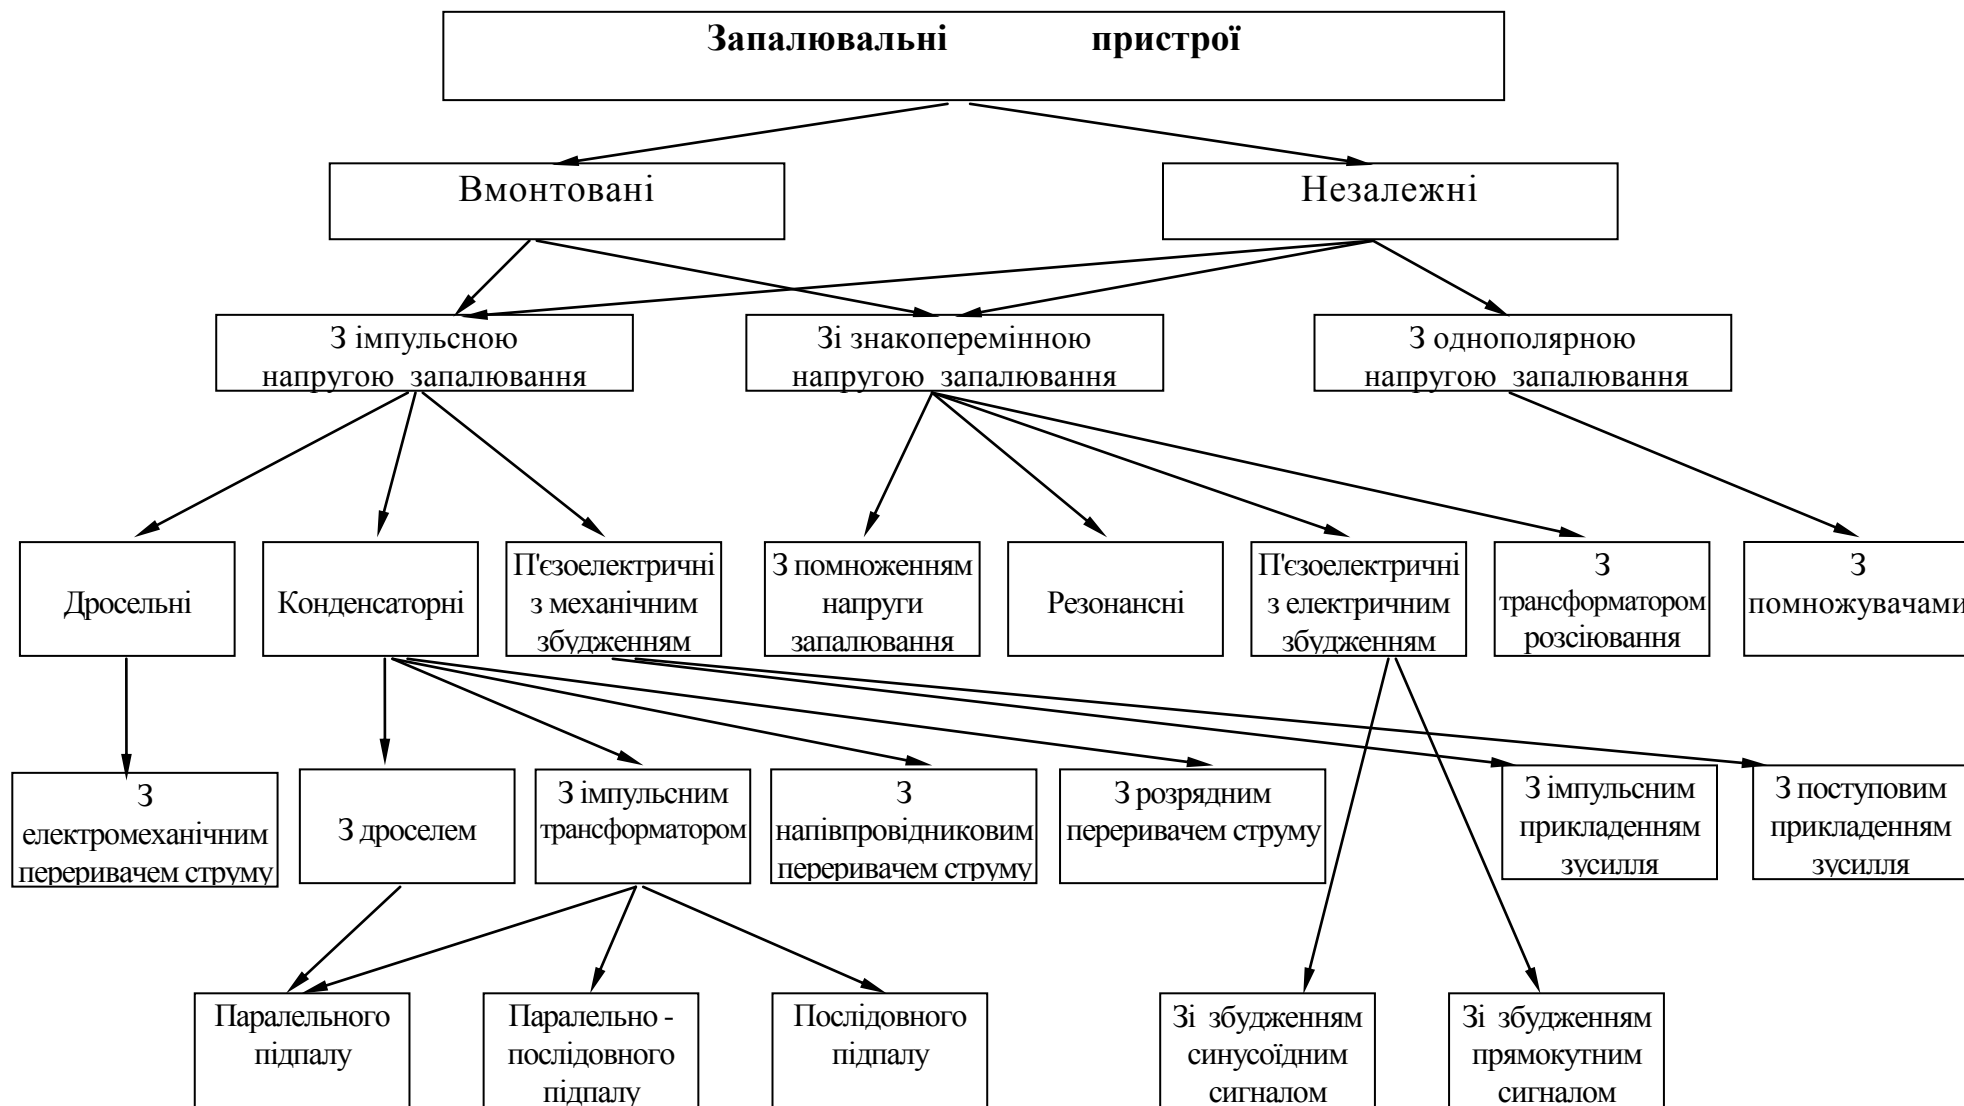 Запалювальні пристрої
Вмонтовані
Незалежні
З імпульсною
напругою запалювання
Зі знакоперемінною
напругою запалювання
З однополярною
напругою запалювання
Дросельні
Конденсаторні
П'єзоелектричні
з механічним
збудженням
З помноженням
напруги
запалювання
Резонансні
П'єзоелектричні
з електричним
збудженням
З
трансформатором
розсіювання
З
помножувачами
З
електромеханічним
переривачем струму
З дроселем
З імпульсним
трансформатором
З
напівпровідниковим
переривачем струму
З розрядним
переривачем струму
З імпульсним
прикладенням
зусилля
З поступовим
прикладенням
зусилля
Паралельного
підпалу
Паралельно -
послідовного
підпалу
Послідовного
підпалу
Зі збудженням
синусоїдним
сигналом
Зі збудженням
прямокутним
сигналом